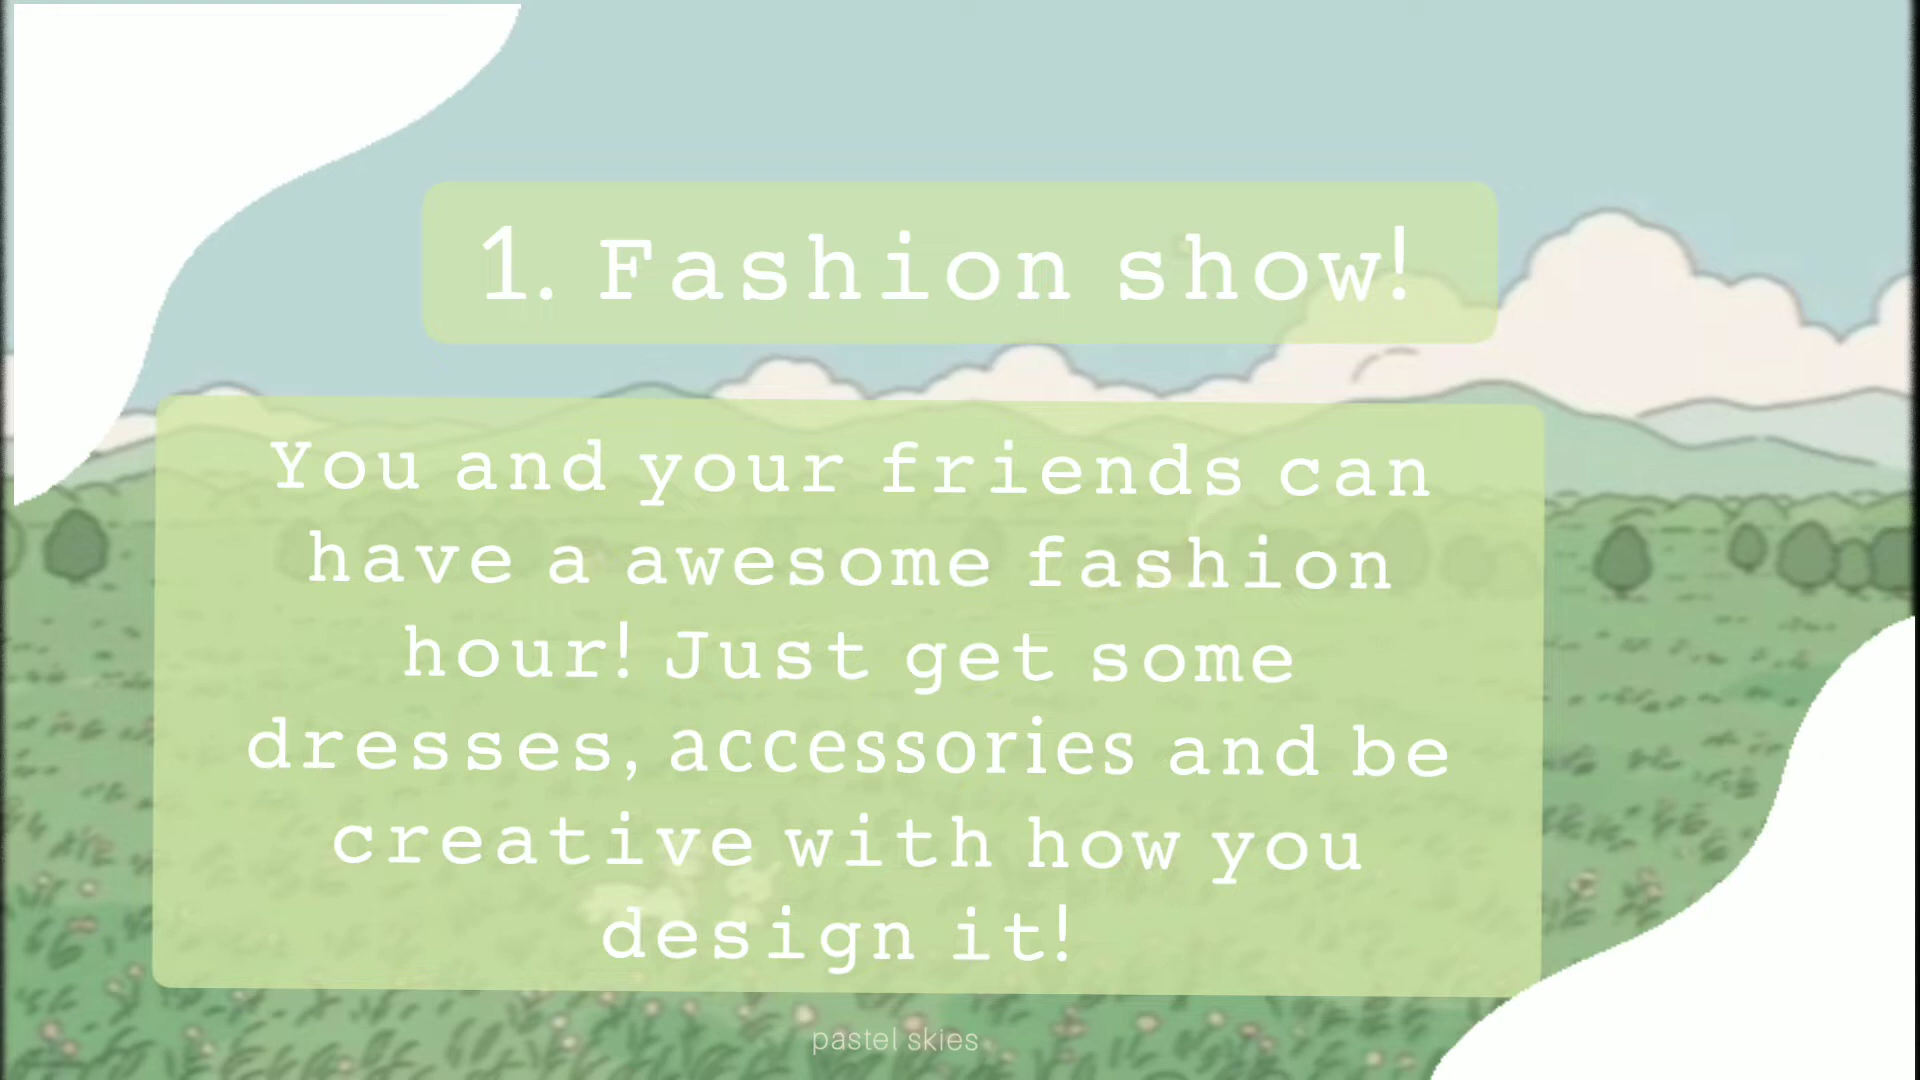 1. Fashion show!
You and your friends can
have a awesome fashion
hour! Just get some
dresses, accessories and be
creative with how you
design it!
pastel skies